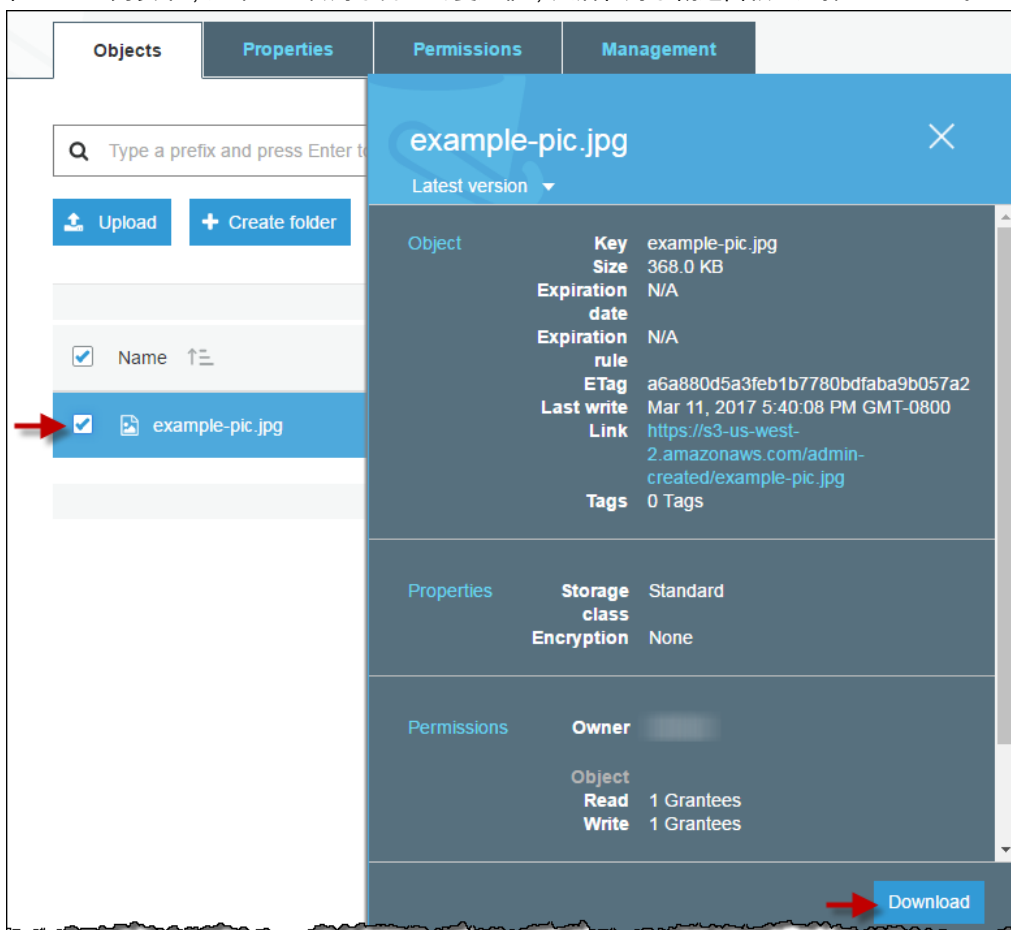 Objects
Properties
Permissions
Management
Type a prefix and press Enter t
Upload
Create folder
Name
example-pic.jpg
example-pic.jpg
Latest version
Object
Key example-pic.jpg
Size 368.0 KB
Expiration N/A
date
Expiration N/A
rule
ETag a6a880d5a3feb1b7780bdfaba9b057a2
Last write Mar 11, 2017 5:40:08 PM GMT-0800
Link https://s3-us-west-
2.amazonaws.com/admin-
created/example-pic.jpg
Tags 0 Tags
Properties
Storage Standard
class
Encryption None
Permissions
Owner
Object
Read 1 Grantees
Write 1 Grantees
Download